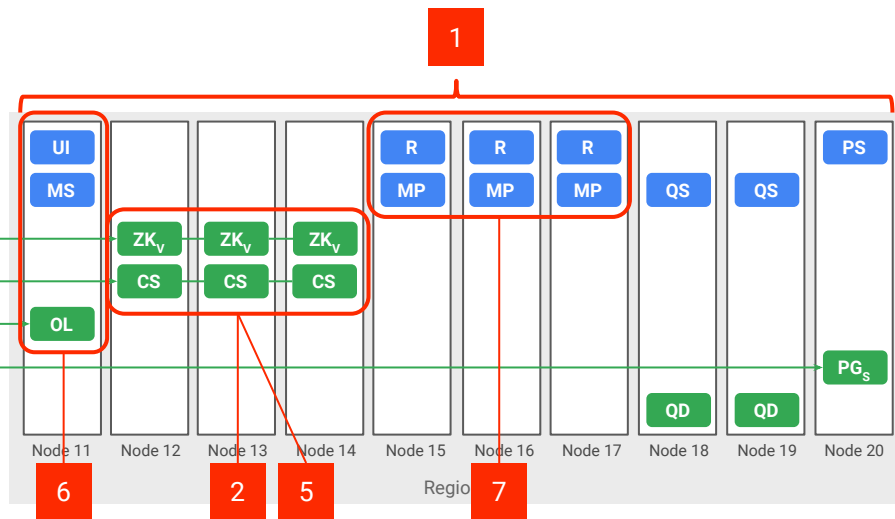 1
UI R R R PS
MS MP MP MP QS QS
ZKV ZKV ZKV
CS CS CS
OL
PGS
QD QD
Node 11 Node 12 Node 13 Node 14 Node 15 Node 16 Node 17 Node 18 Node 19 Node 20
6 2 5 Regio 7